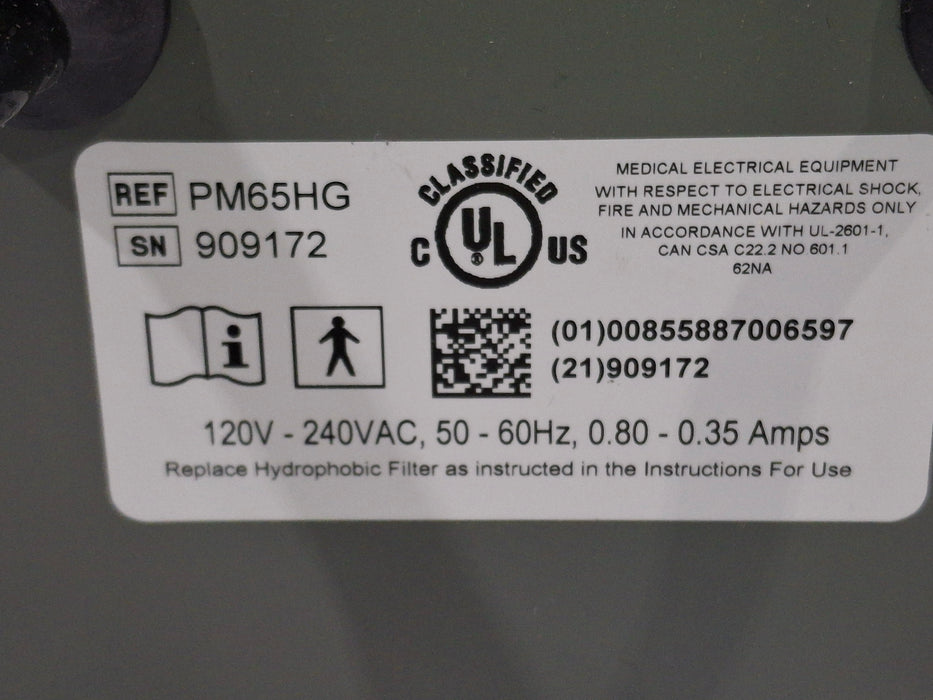 REF PM65HG
SN 909172
CLASSIFIED
C UL® US
MEDICAL ELECTRICAL EQUIPMENT
WITH RESPECT TO ELECTRICAL SHOCK,
FIRE AND MECHANICAL HAZARDS ONLY
IN ACCORDANCE WITH UL-2601-1,
CAN CSA C22.2 NO 601.1
62NA
(01)00855887006597
(21)909172
120V - 240VAC, 50 - 60Hz, 0.80 - 0.35 Amps
Replace Hydrophobic Filter as instructed in the Instructions For Use